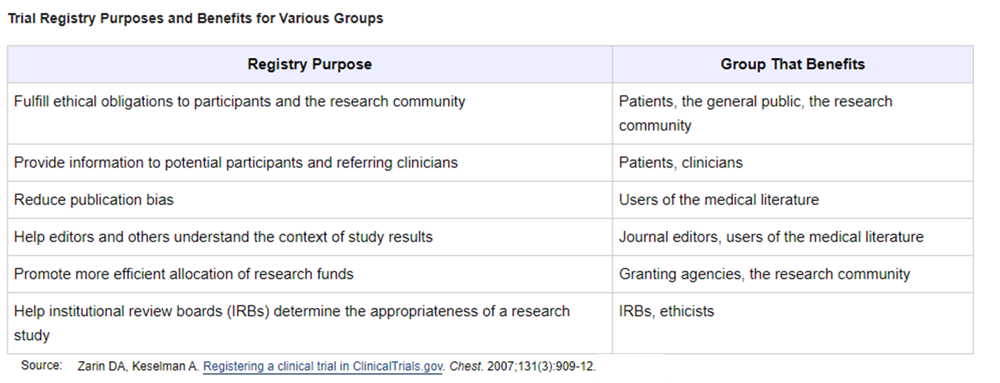 Trial Registry Purposes and Benefits for Various Groups
Registry Purpose
Group That Benefits
Fulfill ethical obligations to participants and the research community
Patients, the general public, the research
community
Provide information to potential participants and referring clinicians
Patients, clinicians
Reduce publication bias
Users of the medical literature
Help editors and others understand the context of study results
Journal editors, users of the medical literature
Promote more efficient allocation of research funds
Granting agencies, the research community
Help institutional review boards (IRBs) determine the appropriateness of a research
study
IRBs, ethicists
Source: Zarin DA, Keselman A. Registering a clinical trial in ClinicalTrials.gov. Chest. 2007;131(3):909-12.